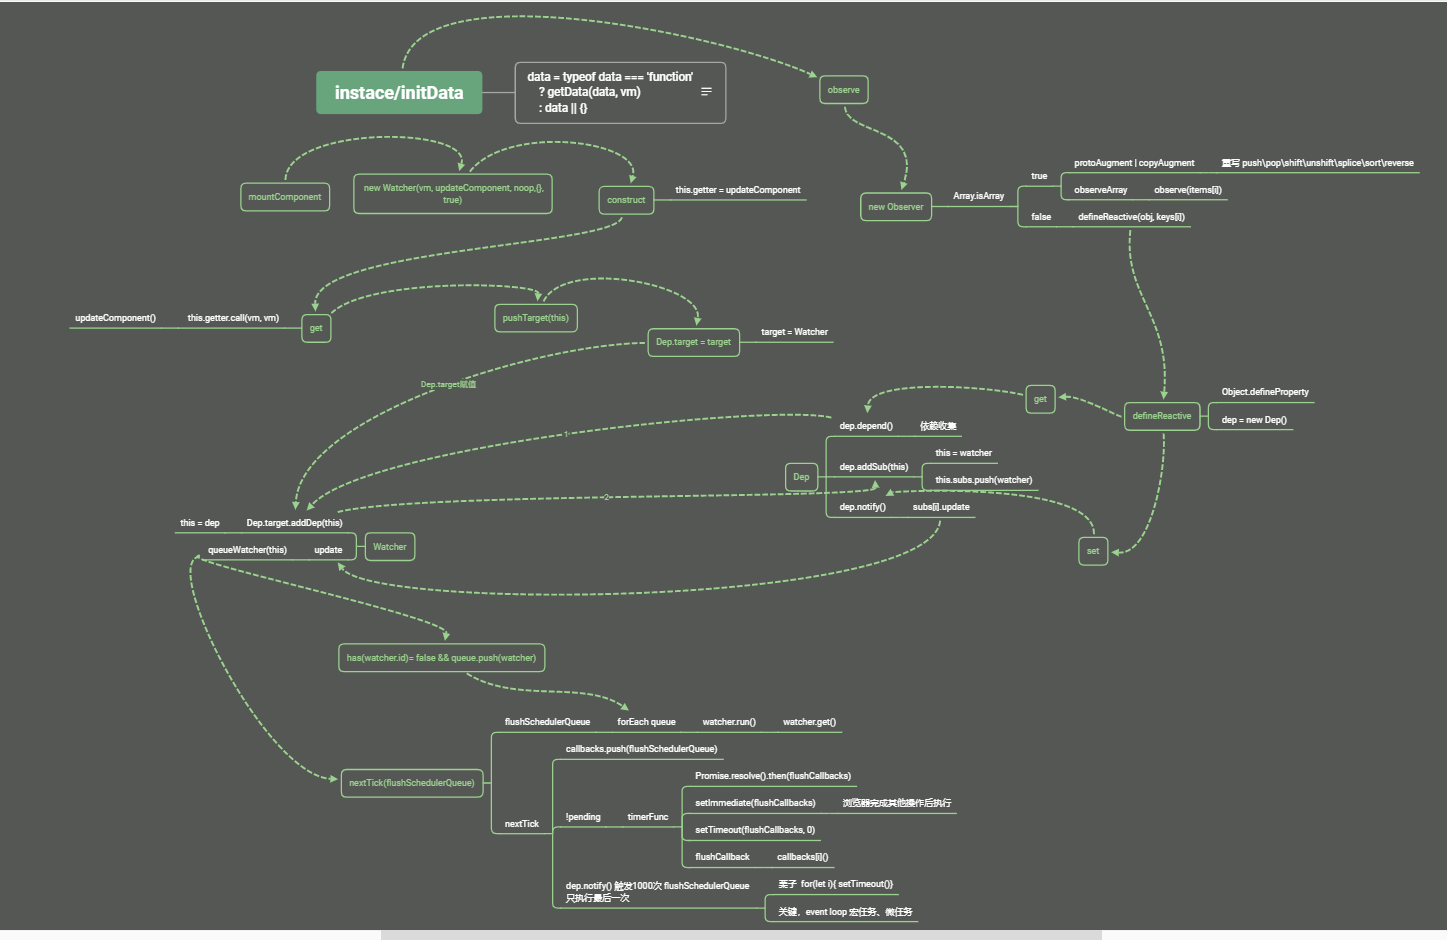 instace/initData
data = typeof data === 'function'
? getData(data, vm)
: data || {}
observe
mountComponent
new Watcher(vm, updateComponent, noop,{},
true)
construct
this.getter = updateComponent
new Observer
Array.isArray
true
protoAugment | copyAugment
重写 push\pop\shift\unshift\splice\sort\reverse
observeArray
observe(items[i])
false
defineReactive(obj, keys[i])
updateComponent()
this.getter.call(vm, vm)
get
pushTarget(this)
Dep.target = target
target = Watcher
Dep.target赋值
get
defineReactive
Object.defineProperty
dep = new Dep()
1
dep.depend()
依赖收集
Dep
dep.addSub(this)
this = watcher
this.subs.push(watcher)
2
dep.notify()
subs[i].update
set
this = dep
Dep.target.addDep(this)
queueWatcher(this)
update
Watcher
has(watcher.id)= false && queue.push(watcher)
flushSchedulerQueue
forEach queue
watcher.run()
watcher.get()
nextTick(flushSchedulerQueue)
callbacks.push(flushSchedulerQueue)
nextTick
!pending
timerFunc
Promise.resolve().then(flushCallbacks)
setImmediate(flushCallbacks)
浏览器完成其他操作后执行
setTimeout(flushCallbacks, 0)
flushCallback
callbacks[i]()
dep.notify() 触发1000次 flushSchedulerQueue
只执行最后一次
栗子 for(let i){ setTimeout()}
关键，event loop 宏任务、微任务